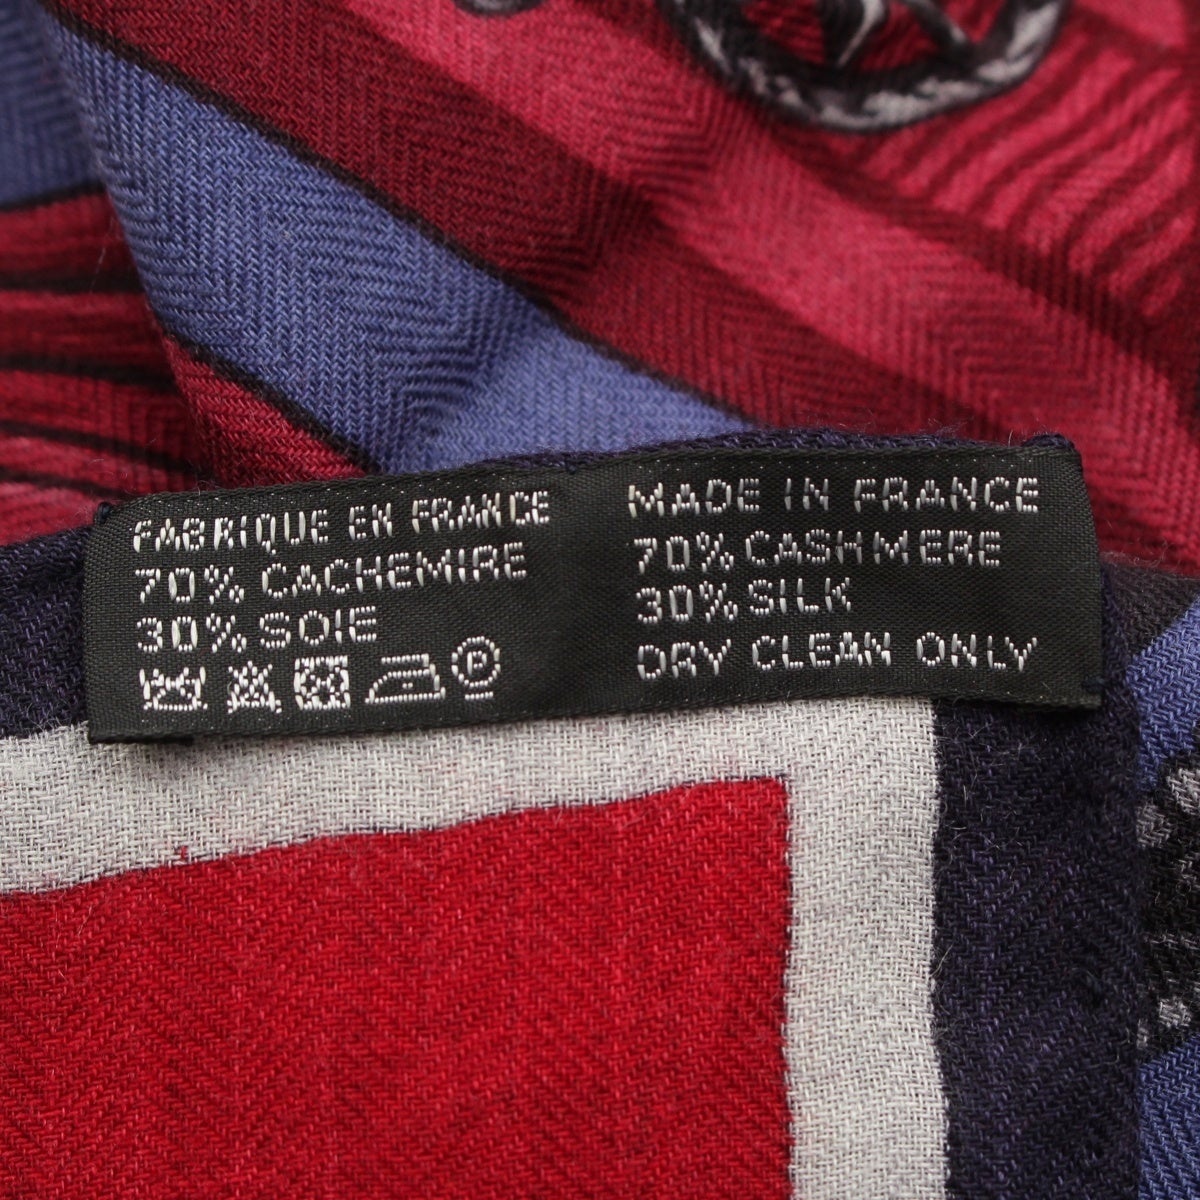 FABRIQUE EN FRANCE
70% CACHEMIRE
30% SOIE
P
MADE IN FRANCE
70% CASHMERE
30% SILK
DRY CLEAN ONLY